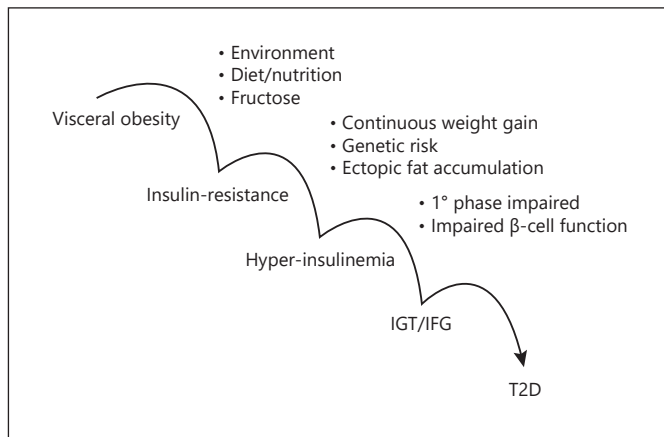 • Environment
• Diet/nutrition
• Fructose
Visceral obesity
• Continuous weight gain
• Genetic risk
• Ectopic fat accumulation
Insulin-resistance
• 1° phase impaired
• Impaired β-cell function
Hyper-insulinemia
IGT/IFG
T2D